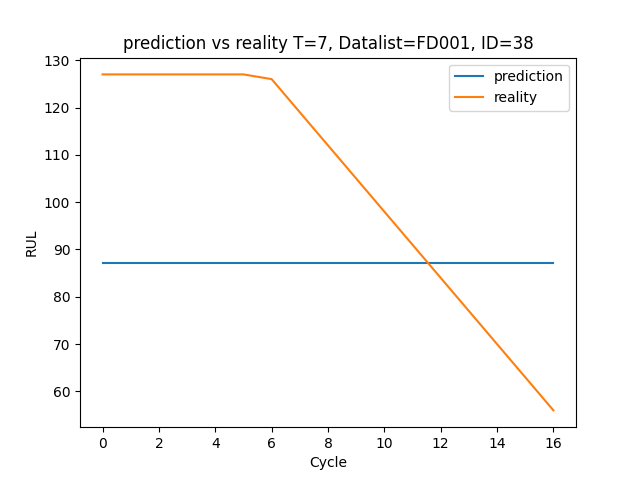 prediction vs reality T=7, Datalist=FD001, ID=38
prediction
reality
RUL
130
120
110
100
90
80
70
60
0 2 4 6 8 10 12 14 16
Cycle